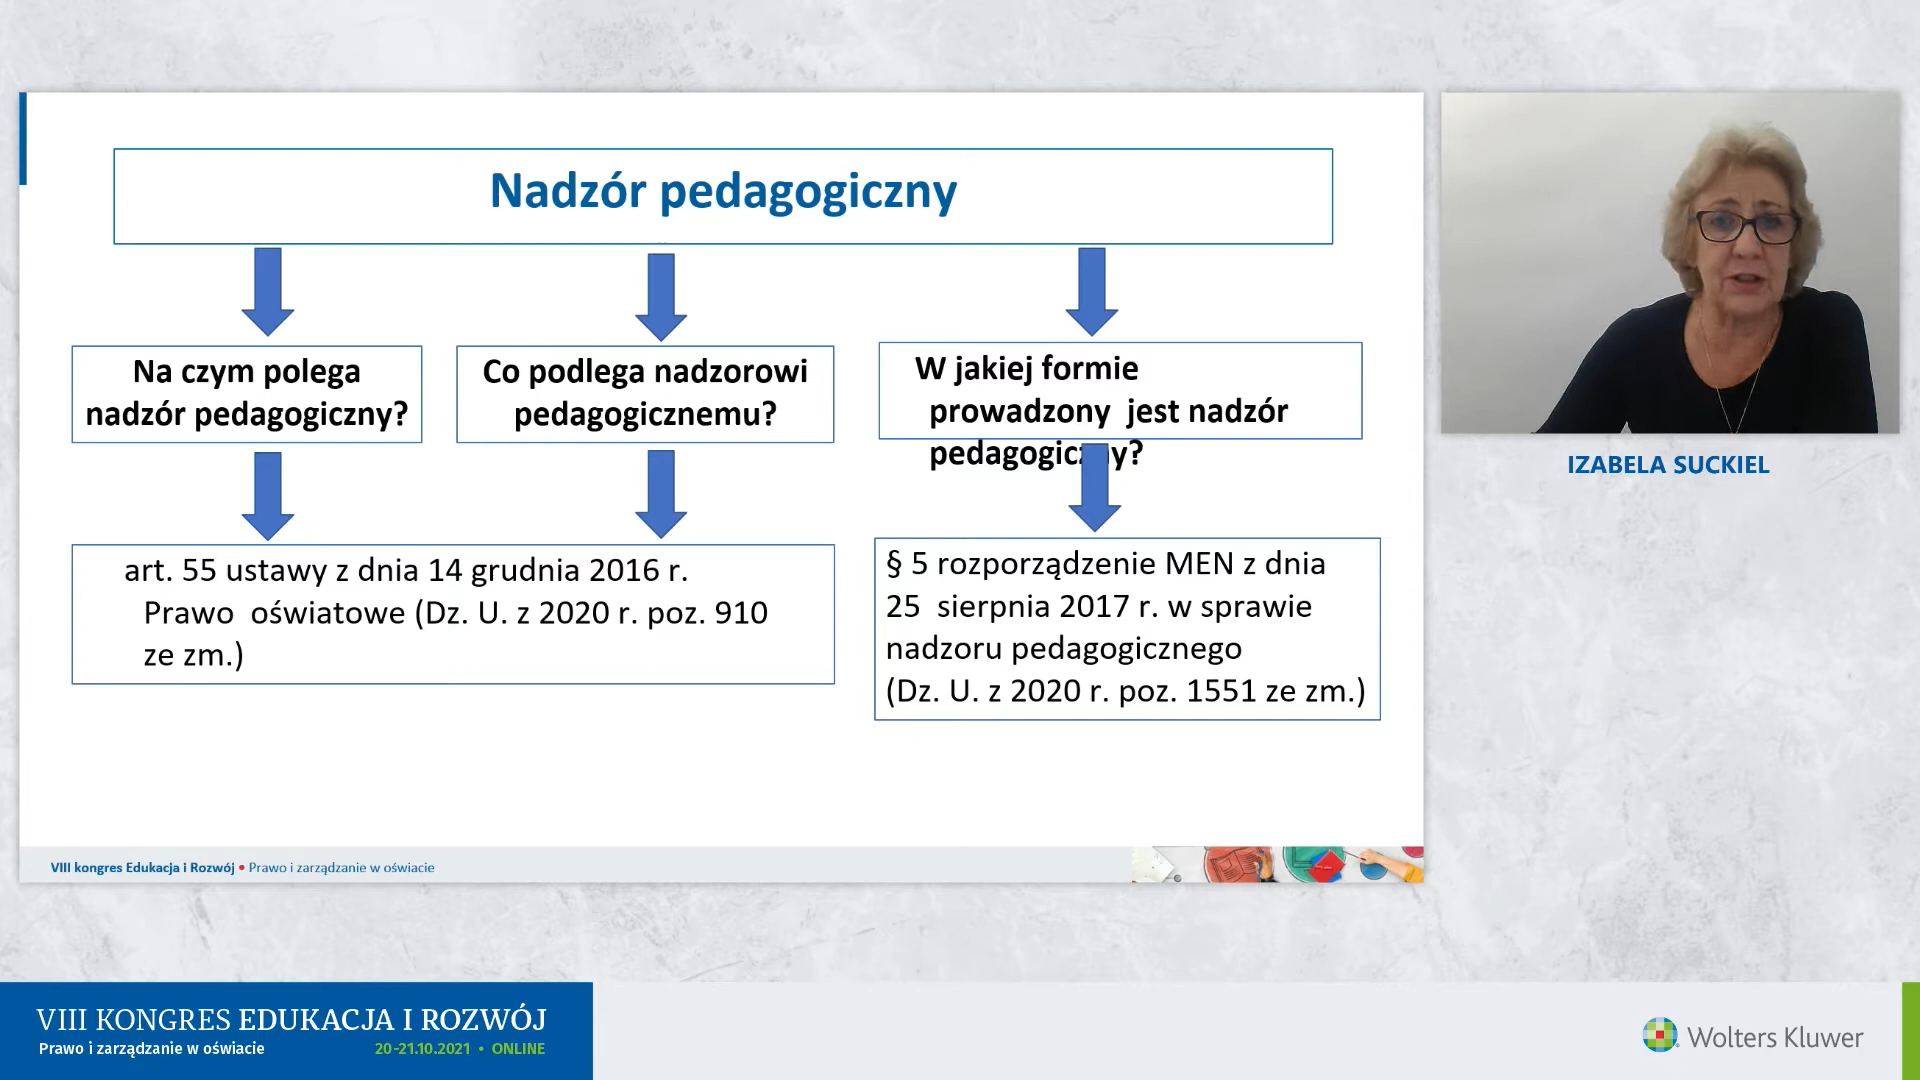 Nadzór pedagogiczny
Na czym polega
nadzór pedagogiczny?
Co podlega nadzorowi
pedagogicznemu?
W jakiej formie
prowadzony jest nadzór
pedagogiczny?
art. 55 ustawy z dnia 14 grudnia 2016 r.
Prawo oświatowe (Dz. U. z 2020 r. poz. 910
ze zm.)
§ 5 rozporządzenie MEN z dnia
25 sierpnia 2017 r. w sprawie
nadzoru pedagogicznego
(Dz. U. z 2020 r. poz. 1551 ze zm.)
IZABELA SUCKIEL
VIII kongres Edukacja i Rozwój • Prawo i zarządzanie w oświacie
VIII KONGRES EDUKACJA I ROZWÓJ
Prawo i zarządzanie w oświacie 20-21.10.2021 • ONLINE
Wolters Kluwer